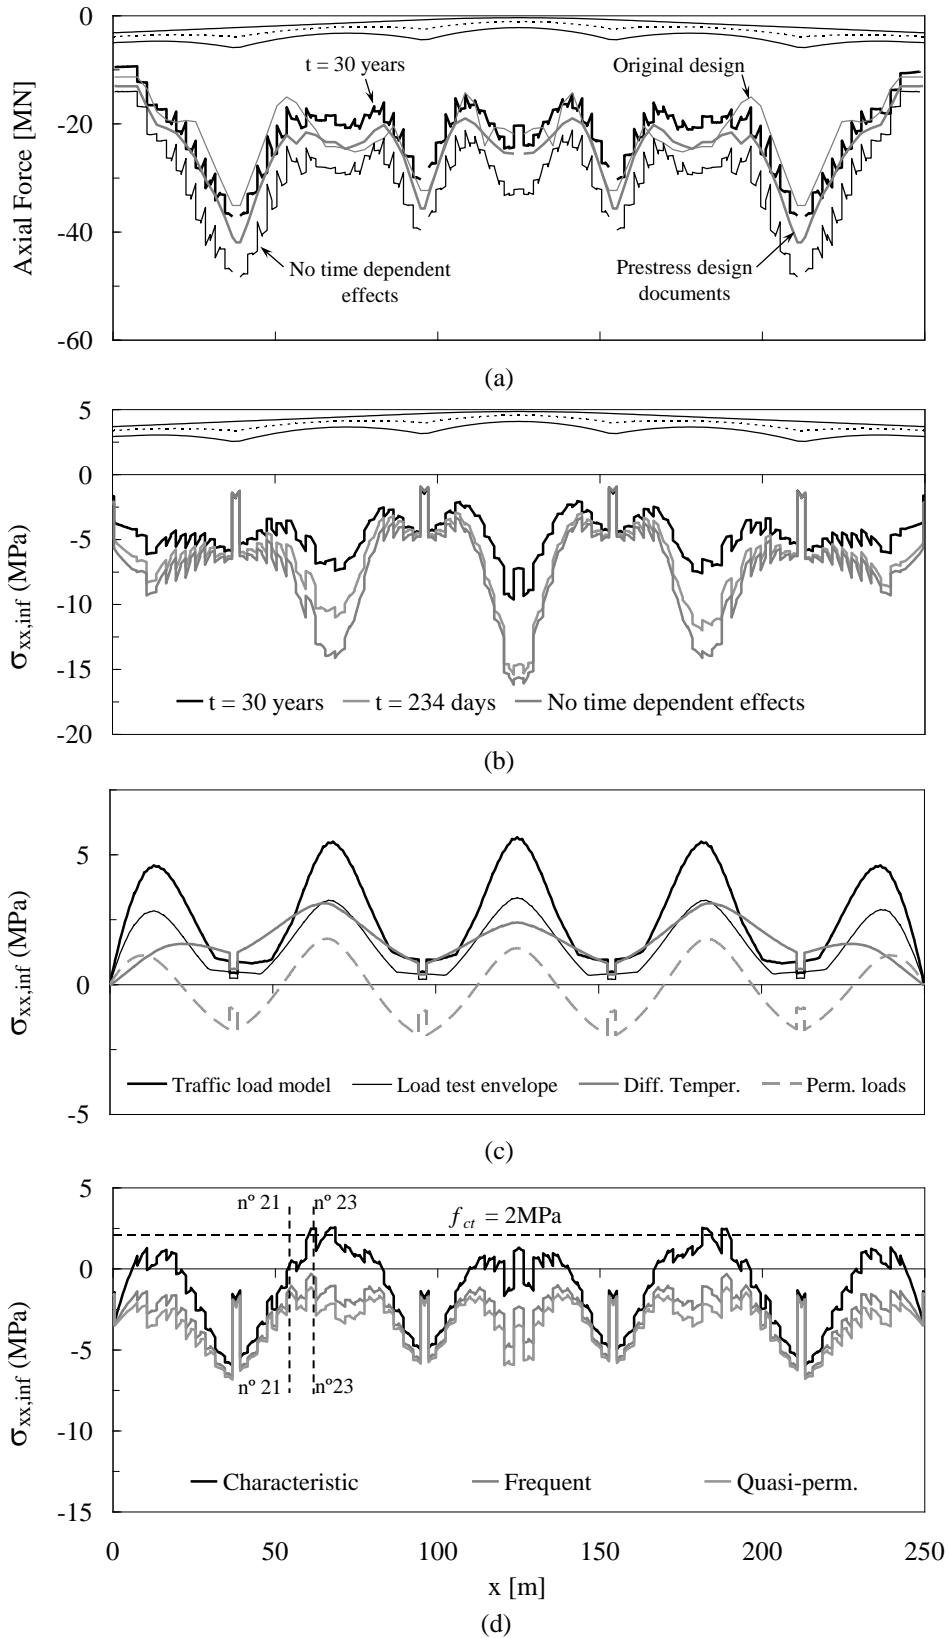 0
-20
-40
-60
Axial Force [MN]
t = 30 years
Original design
No time dependent
effects
Prestress design
documents
(a)
5
0
-5
-10
-15
-20
σxx,inf (MPa)
t = 30 years
t = 234 days
No time dependent effects
(b)
5
0
-5
σxx,inf (MPa)
Traffic load model
Load test envelope
Diff. Temper.
Perm. loads
(c)
5
0
-5
-10
-15
σxx,inf (MPa)
nº 21
nº 23
fct = 2MPa
nº 21
nº23
Characteristic
Frequent
Quasi-perm.
0
50
100
150
200
250
x [m]
(d)